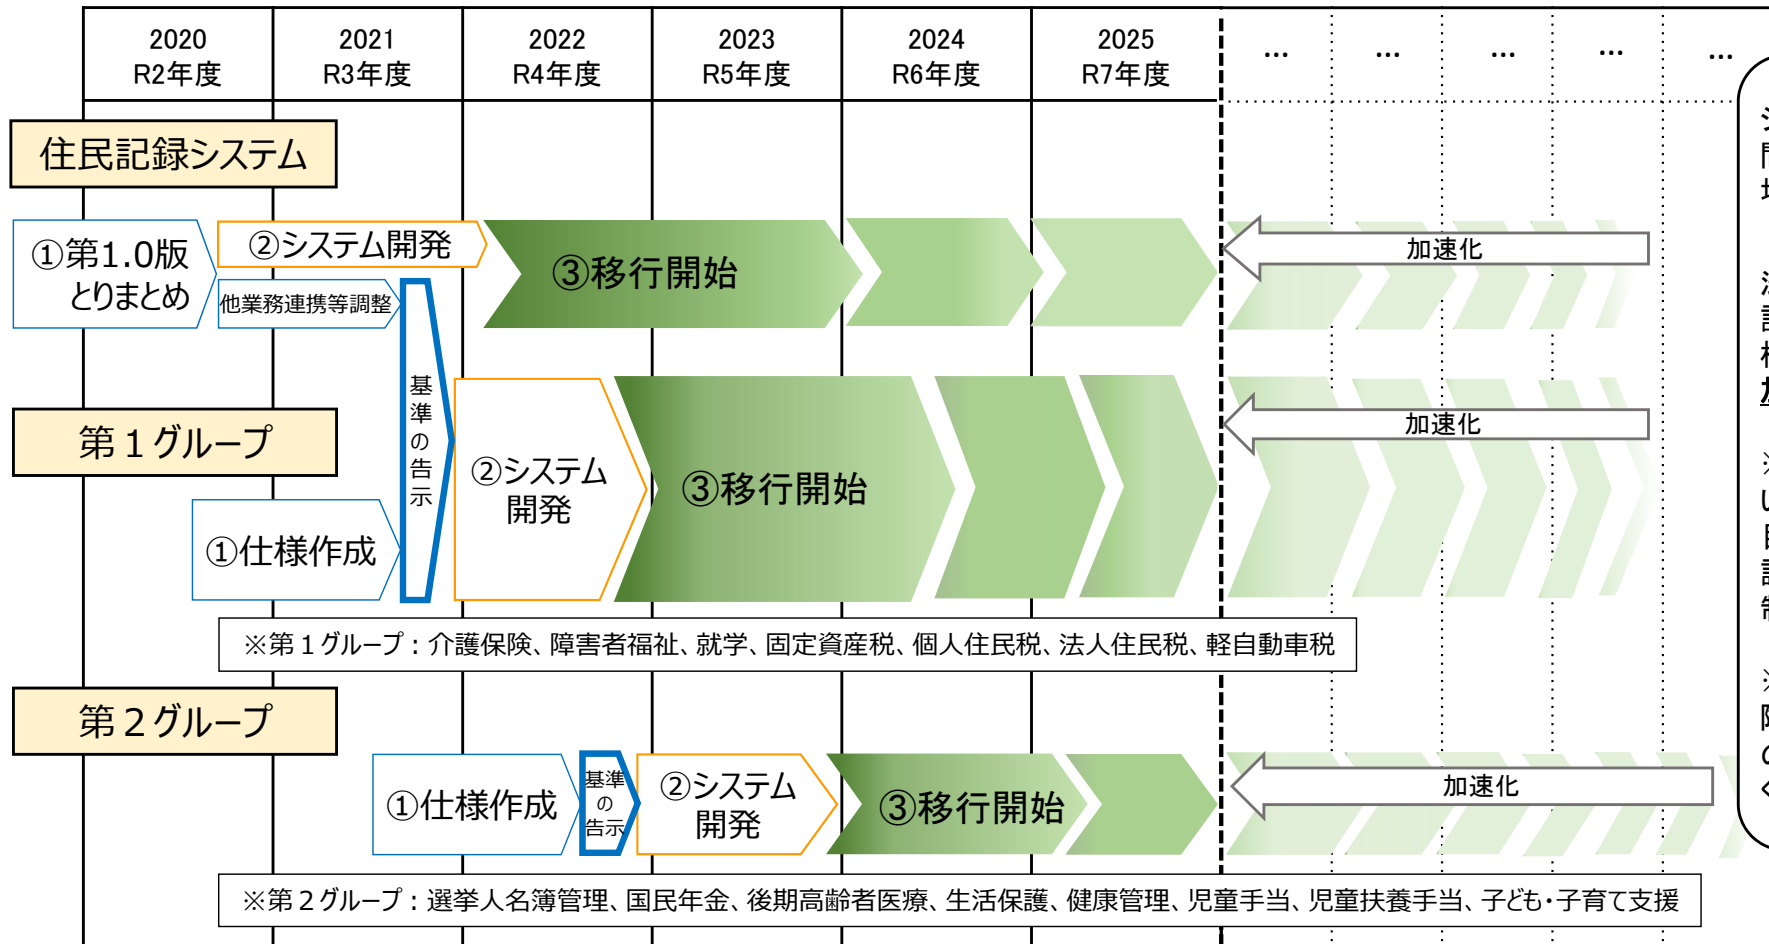 2020
R2年度
2021
R3年度
2022
R4年度
2023
R5年度
2024
R6年度
2025
R7年度
…
…
…
…
…
住民記録システム
①第1.0版
とりまとめ
②システム開発
他業務連携等調整
③移行開始
加速化
基準の告示
第１グループ
①仕様作成
②システム
開発
③移行開始
加速化
※第１グループ：介護保険、障害者福祉、就学、固定資産税、個人住民税、法人住民税、軽自動車税
第２グループ
①仕様作成
基準
の
告示
②システム
開発
③移行開始
加速化
※第２グループ：選挙人名簿管理、国民年金、後期高齢者医療、生活保護、健康管理、児童手当、児童扶養手当、子ども・子育て支援